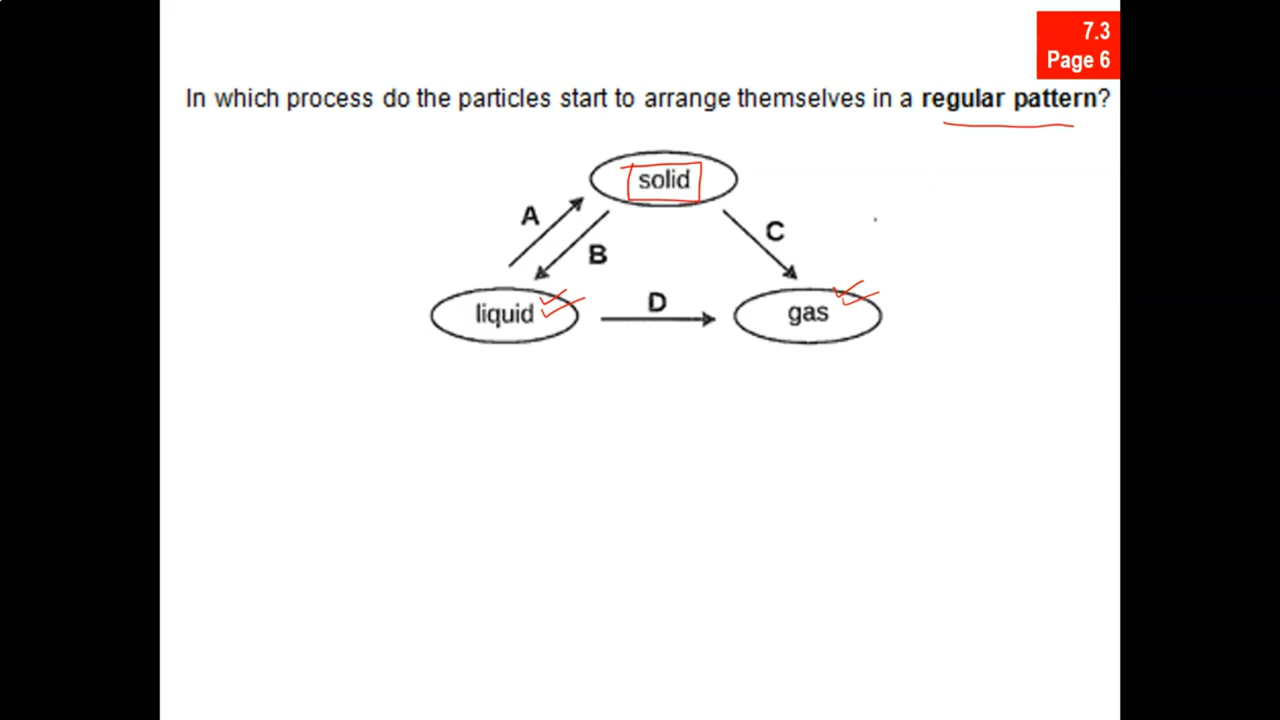 7.3
Page 6
In which process do the particles start to arrange themselves in a regular pattern?
solid
A
B
C
liquid
D
gas